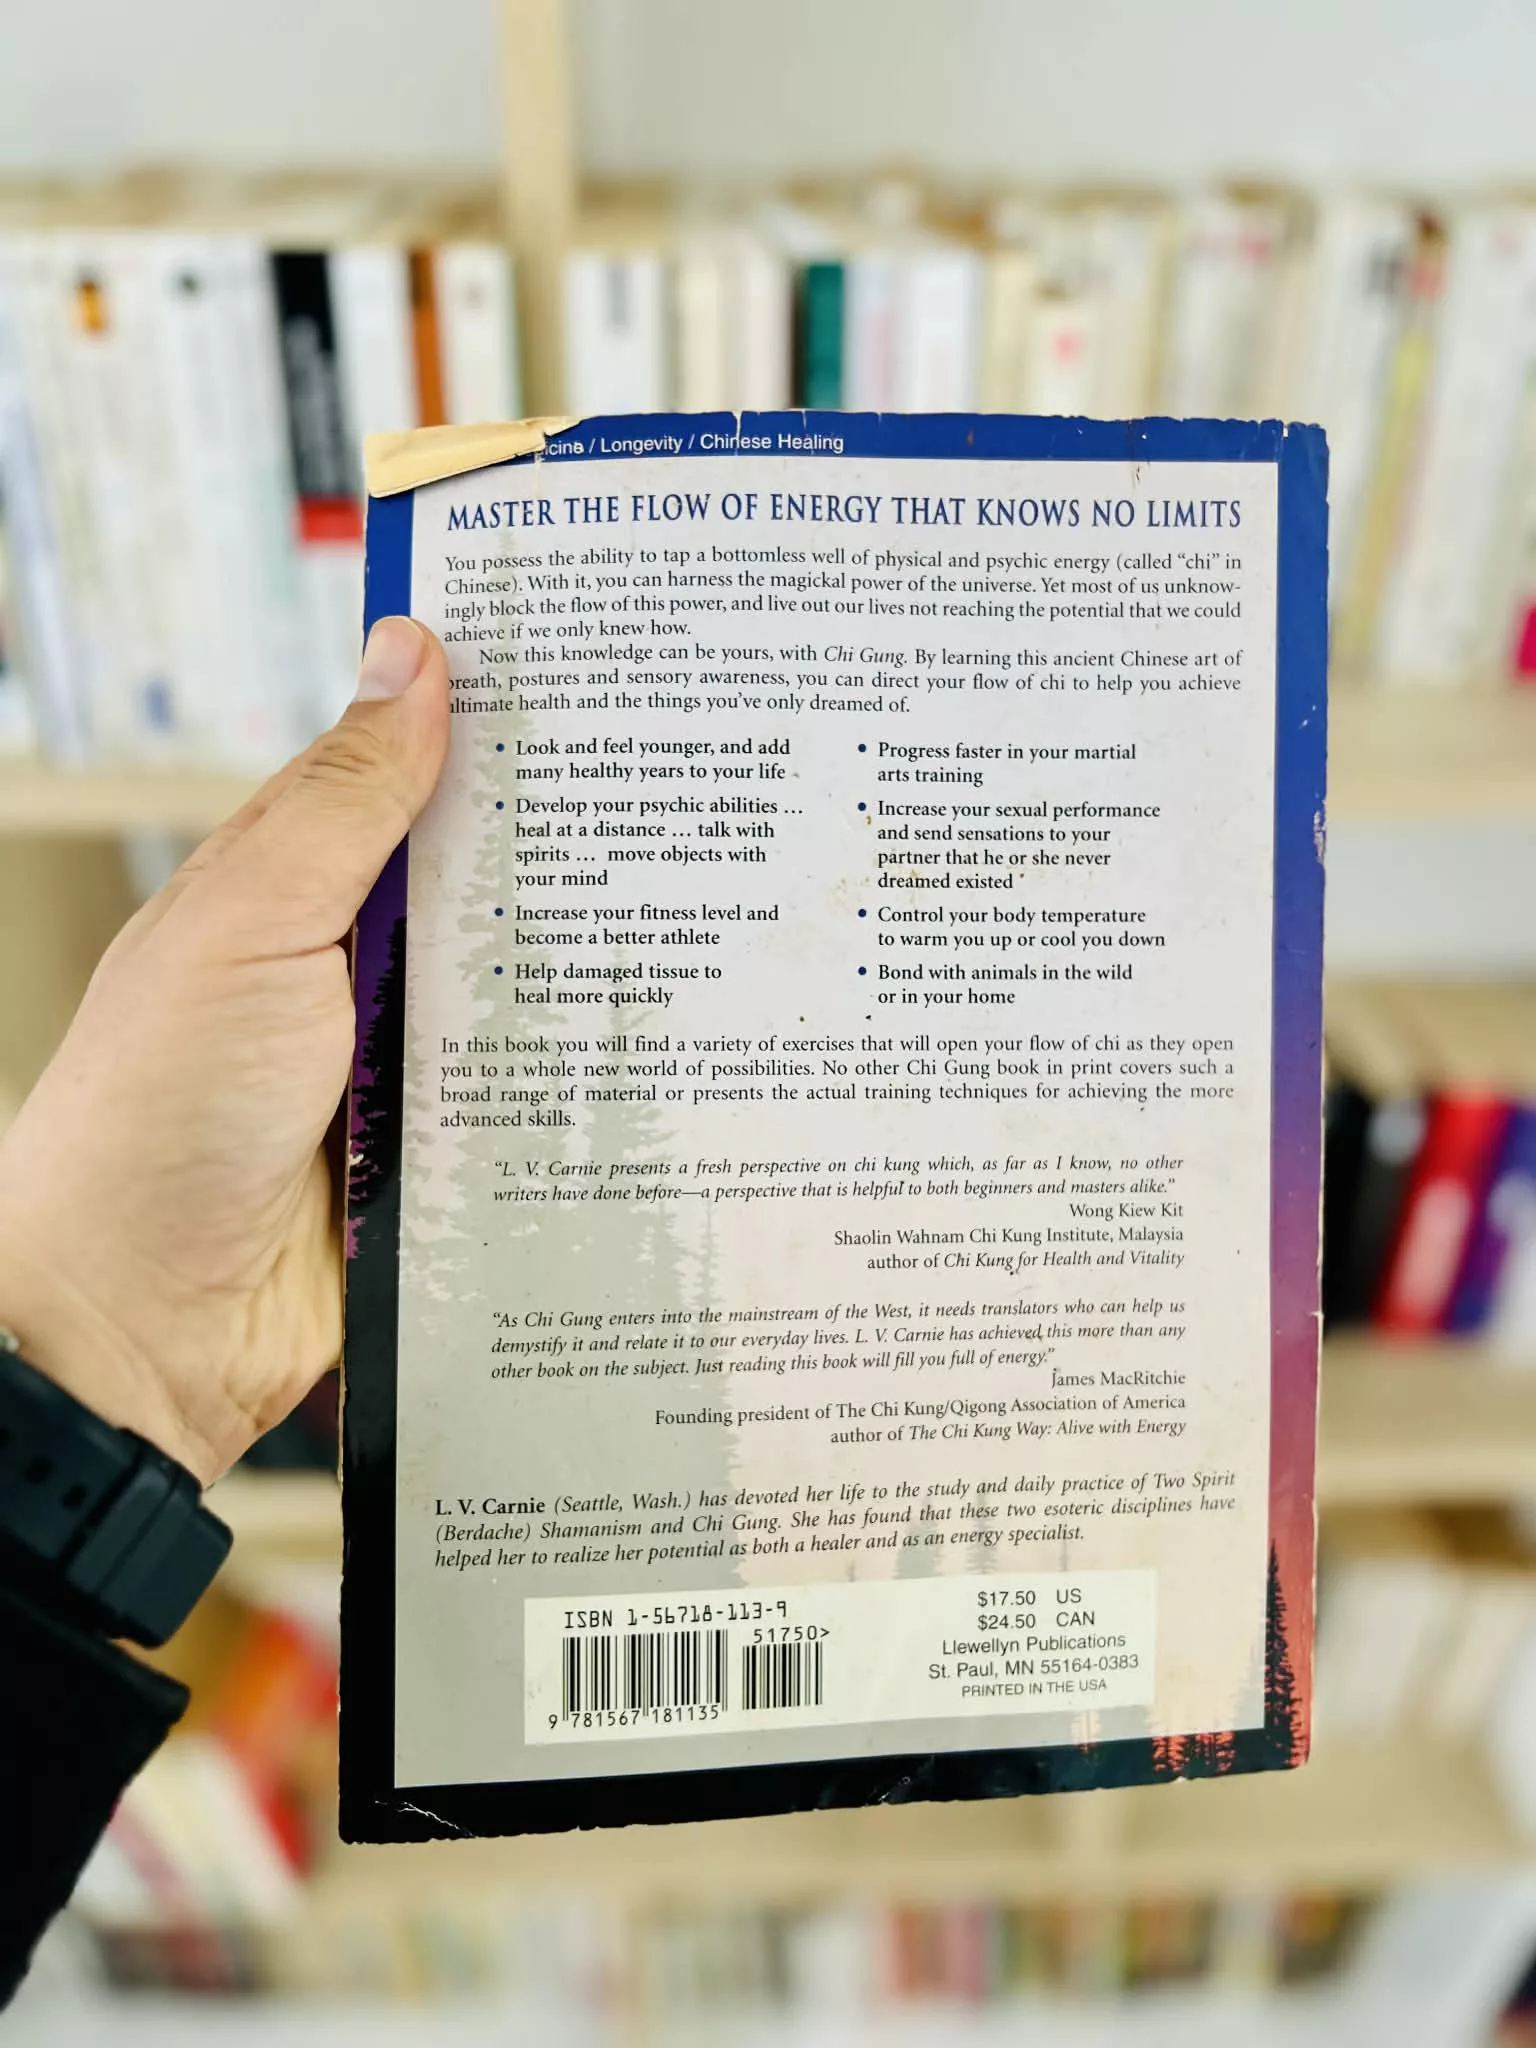 / Longevity / Chinese Healing
MASTER THE FLOW OF ENERGY THAT KNOWS NO LIMITS
You possess the ability to tap a bottomless well of physical and psychic energy (called “chi” in
Chinese). With it, you can harness the magickal power of the universe. Yet most of us unknow-
ingly block the flow of this power, and live out our lives not reaching the potential that we could
achieve if we only knew how.
Now this knowledge can be yours, with Chi Gung. By learning this ancient Chinese art of
breath, postures and sensory awareness, you can direct your flow of chi to help you achieve
ultimate health and the things you’ve only dreamed of.
• Look and feel younger, and add
many healthy years to your life
• Develop your psychic abilities …
heal at a distance … talk with
spirits … move objects with
your mind
• Increase your fitness level and
become a better athlete
• Help damaged tissue to
heal more quickly
• Progress faster in your martial
arts training
• Increase your sexual performance
and send sensations to your
partner that he or she never
dreamed existed
• Control your body temperature
to warm you up or cool you down
• Bond with animals in the wild
or in your home
In this book you will find a variety of exercises that will open your flow of chi as they open
you to a whole new world of possibilities. No other Chi Gung book in print covers such a
broad range of material or presents the actual training techniques for achieving the more
advanced skills.
“L. V. Carnie presents a fresh perspective on chi kung which, as far as I know, no other
writers have done before—a perspective that is helpful to both beginners and masters alike.”
Wong Kiew Kit
Shaolin Wahnam Chi Kung Institute, Malaysia
author of Chi Kung for Health and Vitality
“As Chi Gung enters into the mainstream of the West, it needs translators who can help us
demystify it and relate it to our everyday lives. L. V. Carnie has achieved this more than any
other book on the subject. Just reading this book will fill you full of energy.”
James MacRitchie
Founding president of The Chi Kung/Qigong Association of America
author of The Chi Kung Way: Alive with Energy
L. V. Carnie (Seattle, Wash.) has devoted her life to the study and daily practice of Two Spirit
(Berdache) Shamanism and Chi Gung. She has found that these two esoteric disciplines have
helped her to realize her potential as both a healer and as an energy specialist.
ISBN 1-56718-113-9
51750>
9 781567 181135
$17.50 US
$24.50 CAN
Llewellyn Publications
St. Paul, MN 55164-0383
PRINTED IN THE USA